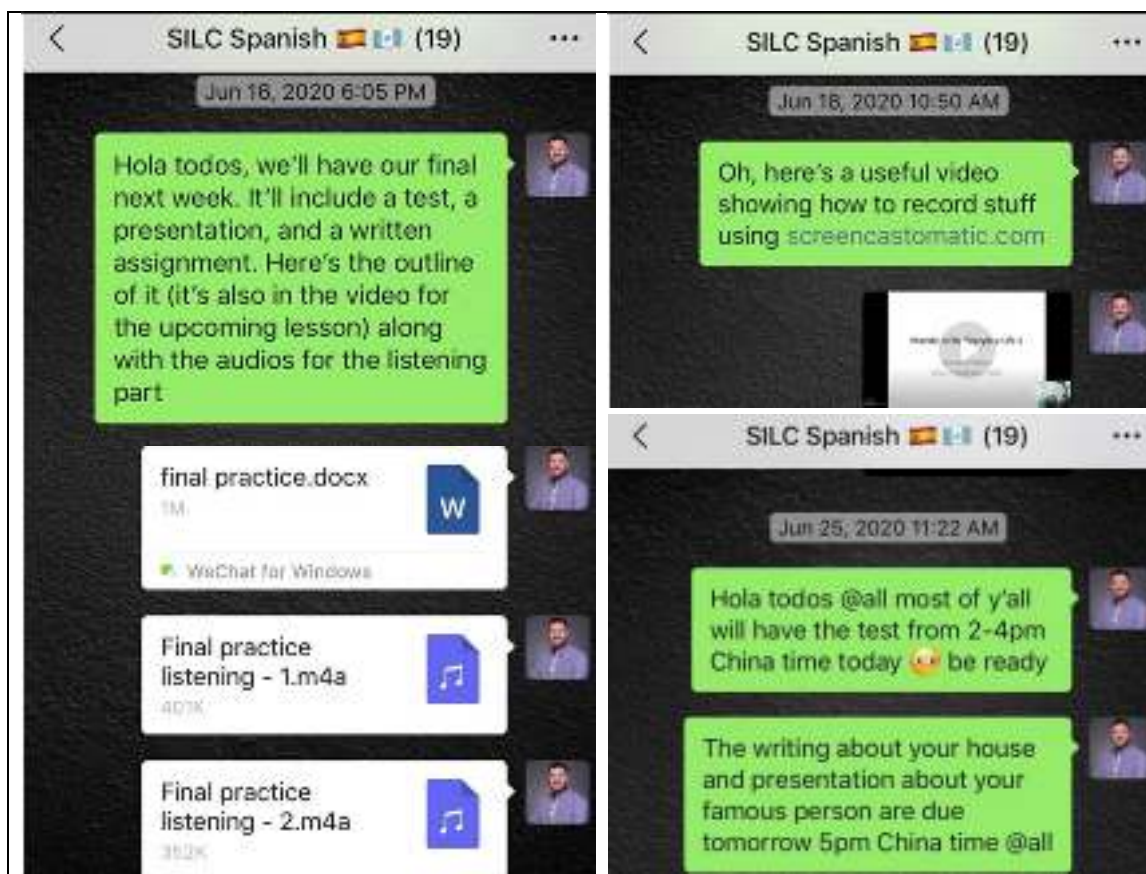 SILC Spanish 🇪🇸🇬🇹 (19)
Jun 16, 2020 6:05 PM
Hola todos, we'll have our final
next week. It'll include a test, a
presentation, and a written
assignment. Here's the outline
of it (it's also in the video for
the upcoming lesson) along
with the audios for the listening
part
final practice.docx
1M
WeChat for Windows
Final practice
listening - 1.m4a
401K
Final practice
listening - 2.m4a
352K
SILC Spanish 🇪🇸🇬🇹 (19)
Jun 18, 2020 10:50 AM
Oh, here's a useful video
showing how to record stuff
using screencastomatic.com
SILC Spanish 🇪🇸🇬🇹 (19)
Jun 25, 2020 11:22 AM
Hola todos @all most of y'all
will have the test from 2-4pm
China time today be ready
The writing about your house
and presentation about your
famous person are due
tomorrow 5pm China time @all